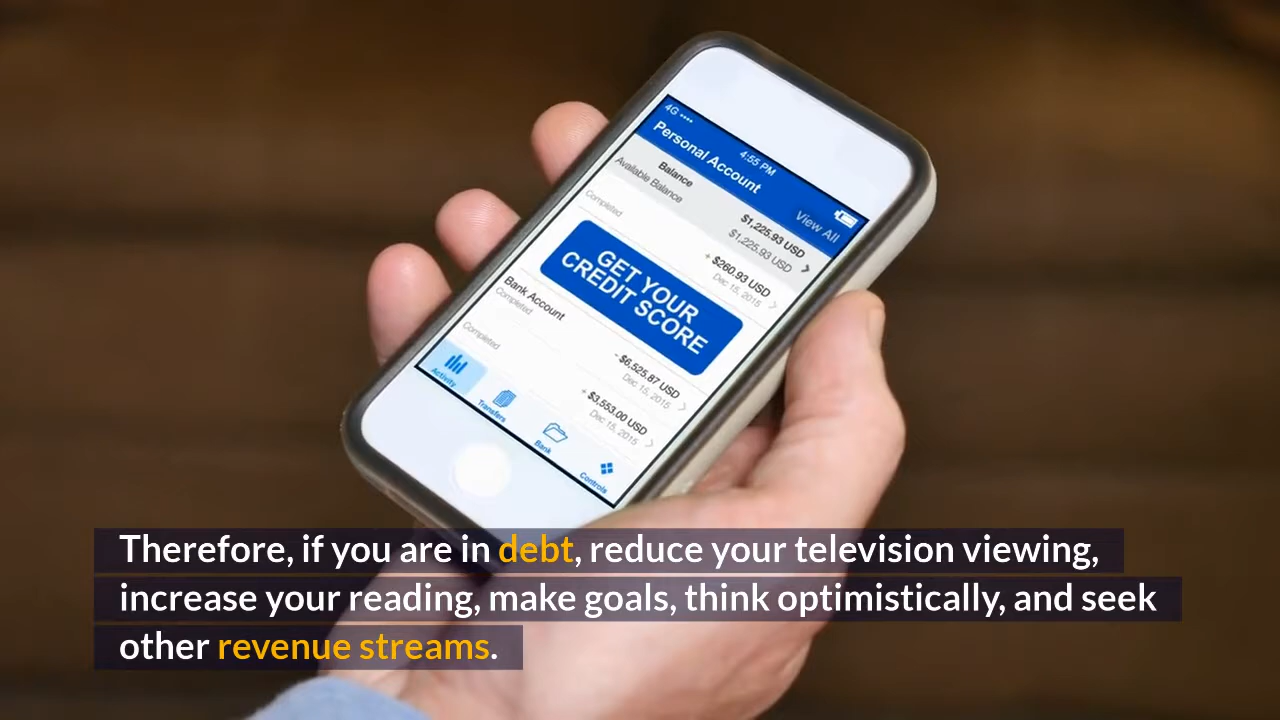 4G
4:55 PM
Personal Account
View All
Balance
$1,225.93 USD
Available Balance
$1,225.93 USD
+ $260.93 USD
Completed
Dec 15, 2015
GET YOUR
CREDIT SCORE
Bank Account
- $6,525.87 USD
Completed
Dec 15, 2015
+ $3,553.00 USD
Completed
Dec 15, 2015
Activity
Transfers
Bank
Controls
Therefore, if you are in debt, reduce your television viewing,
increase your reading, make goals, think optimistically, and seek
other revenue streams.